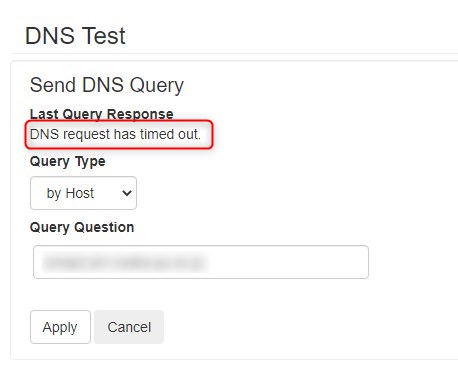 DNS Test
Send DNS Query
Last Query Response
DNS request has timed out.
Query Type
by Host
Query Question
Apply
Cancel